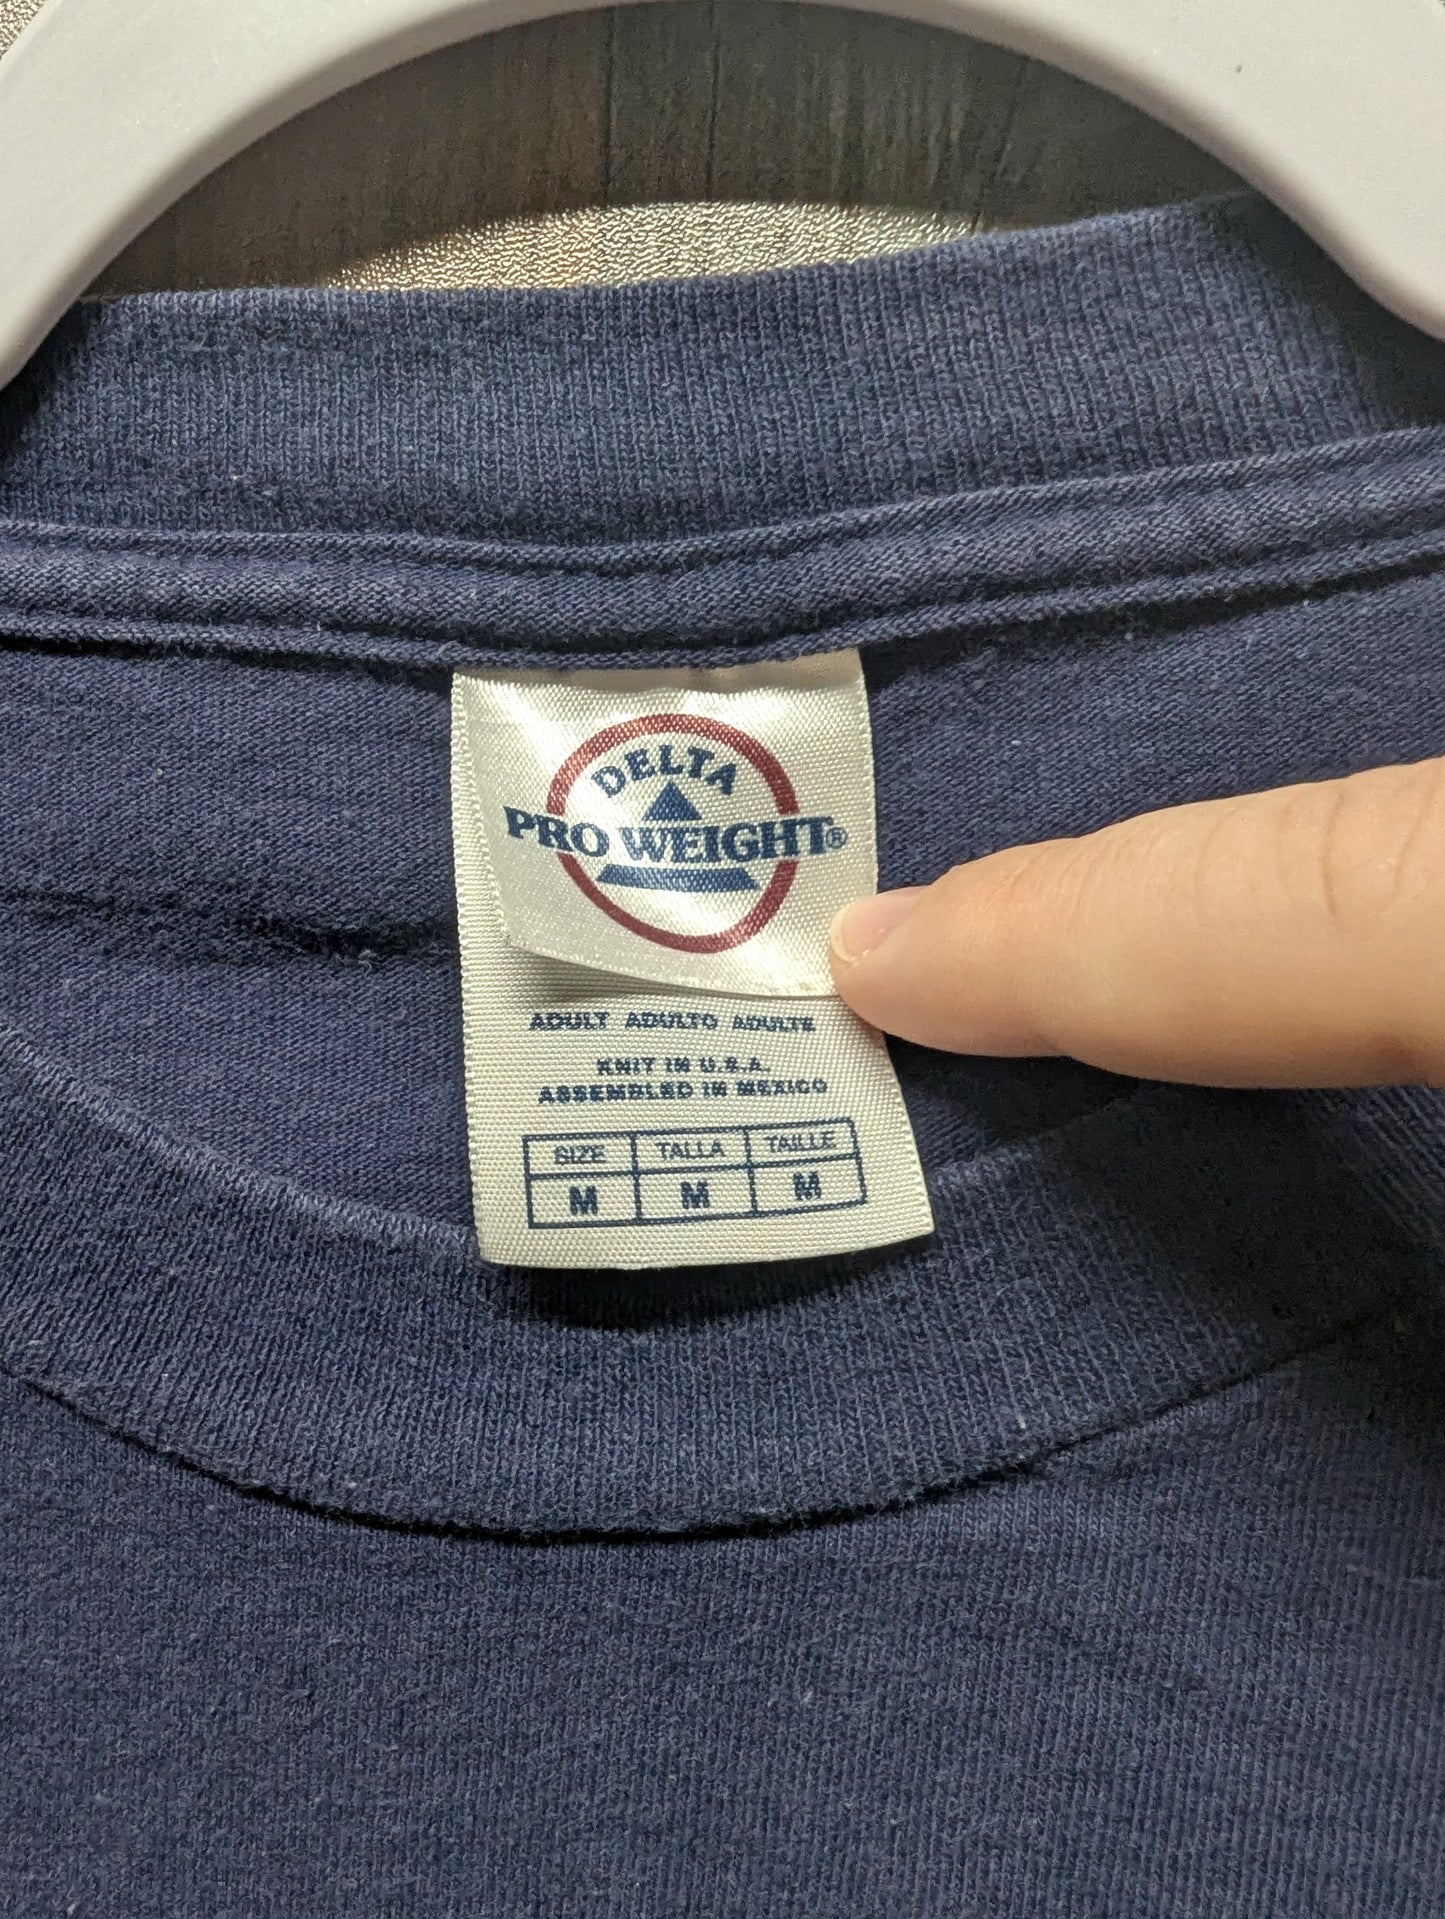 DELTA
PRO WEIGHT®
ADULT ADULTO ADULTE
KNIT IN U.S.A.
ASSEMBLED IN MEXICO
SIZE TALLA TAILLE
M M M